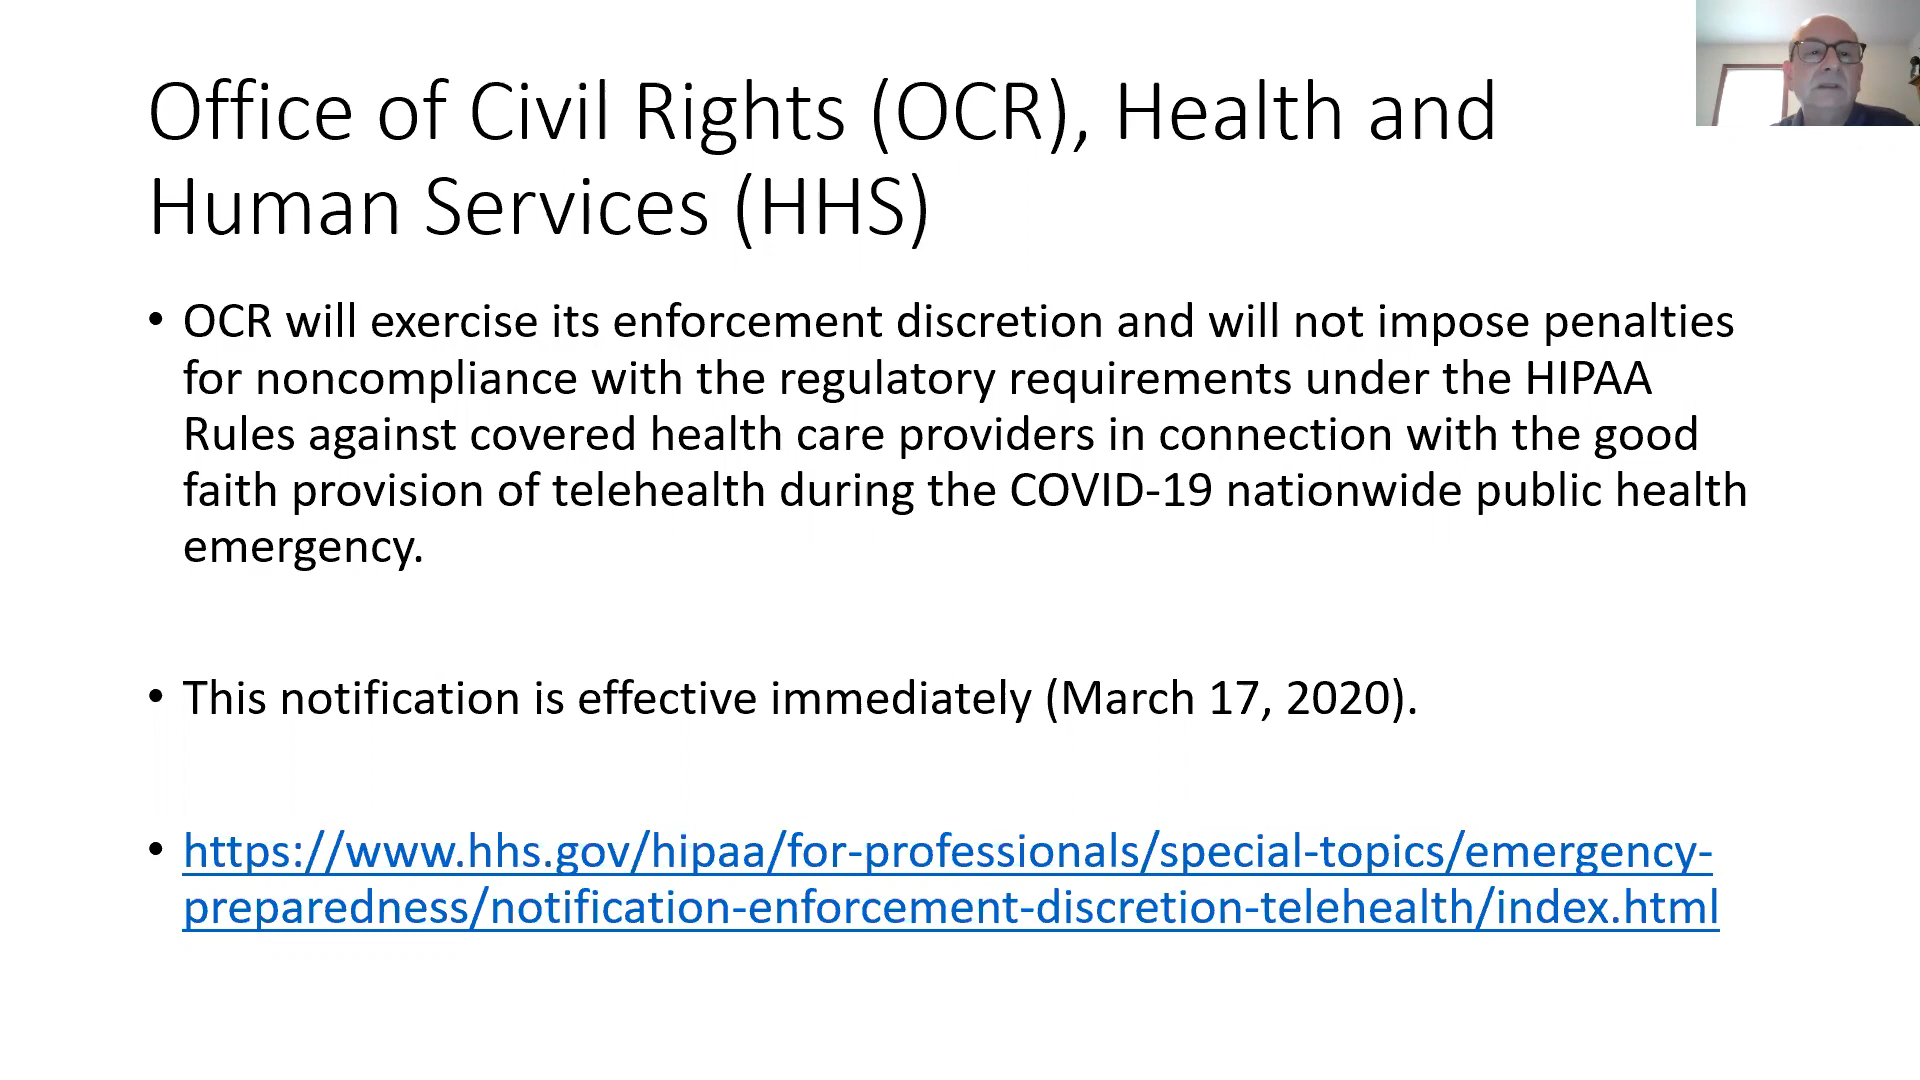 Office of Civil Rights (OCR), Health and
Human Services (HHS)
• OCR will exercise its enforcement discretion and will not impose penalties
for noncompliance with the regulatory requirements under the HIPAA
Rules against covered health care providers in connection with the good
faith provision of telehealth during the COVID-19 nationwide public health
emergency.
• This notification is effective immediately (March 17, 2020).
• https://www.hhs.gov/hipaa/for-professionals/special-topics/emergency-
preparedness/notification-enforcement-discretion-telehealth/index.html